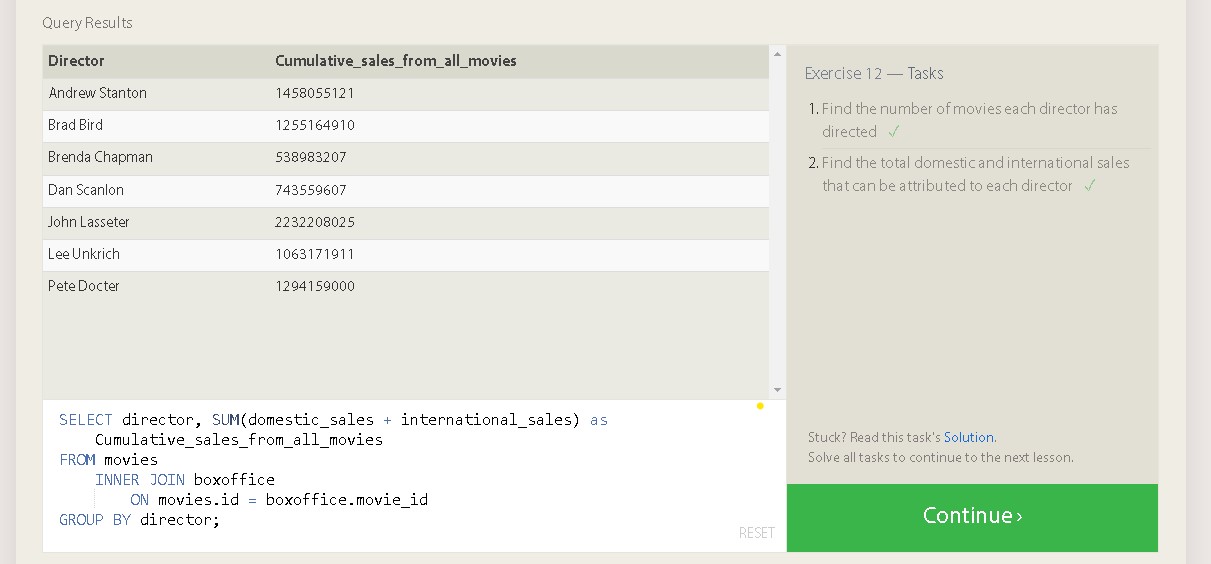 Query Results
Director Cumulative_sales_from_all_movies
Andrew Stanton 1458055121
Brad Bird 1255164910
Brenda Chapman 538983207
Dan Scanlon 743559607
John Lasseter 2232208025
Lee Unkrich 1063171911
Pete Docter 1294159000
SELECT director, SUM(domestic_sales + international_sales) as
    Cumulative_sales_from_all_movies
FROM movies
    INNER JOIN boxoffice
        ON movies.id = boxoffice.movie_id
GROUP BY director;
RESET
Exercise 12 — Tasks
1. Find the number of movies each director has
directed ✓
2. Find the total domestic and international sales
that can be attributed to each director ✓
Stuck? Read this task's Solution.
Solve all tasks to continue to the next lesson.
Continue ›